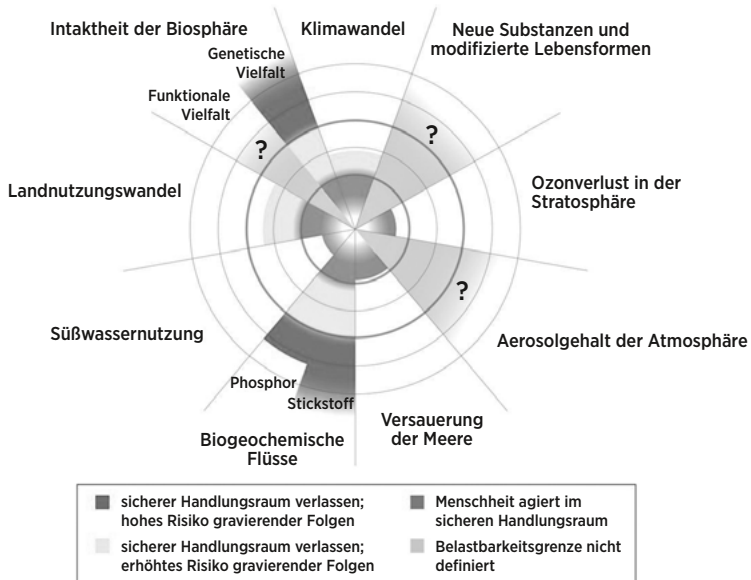 Intaktheit der Biosphäre
Klimawandel
Neue Substanzen und
modifizierte Lebensformen
Genetische
Vielfalt
Funktionale
Vielfalt
?
?
Landnutzungswandel
Ozonverlust in der
Stratosphäre
?
Süßwassernutzung
Aerosolgehalt der Atmosphäre
Phosphor
Stickstoff
Versauerung
der Meere
Biogeochemische
Flüsse
sicherer Handlungsraum verlassen;
hohes Risiko gravierender Folgen
Menschheit agiert im
sicheren Handlungsraum
sicherer Handlungsraum verlassen;
erhöhtes Risiko gravierender Folgen
Belastbarkeitsgrenze nicht
definiert